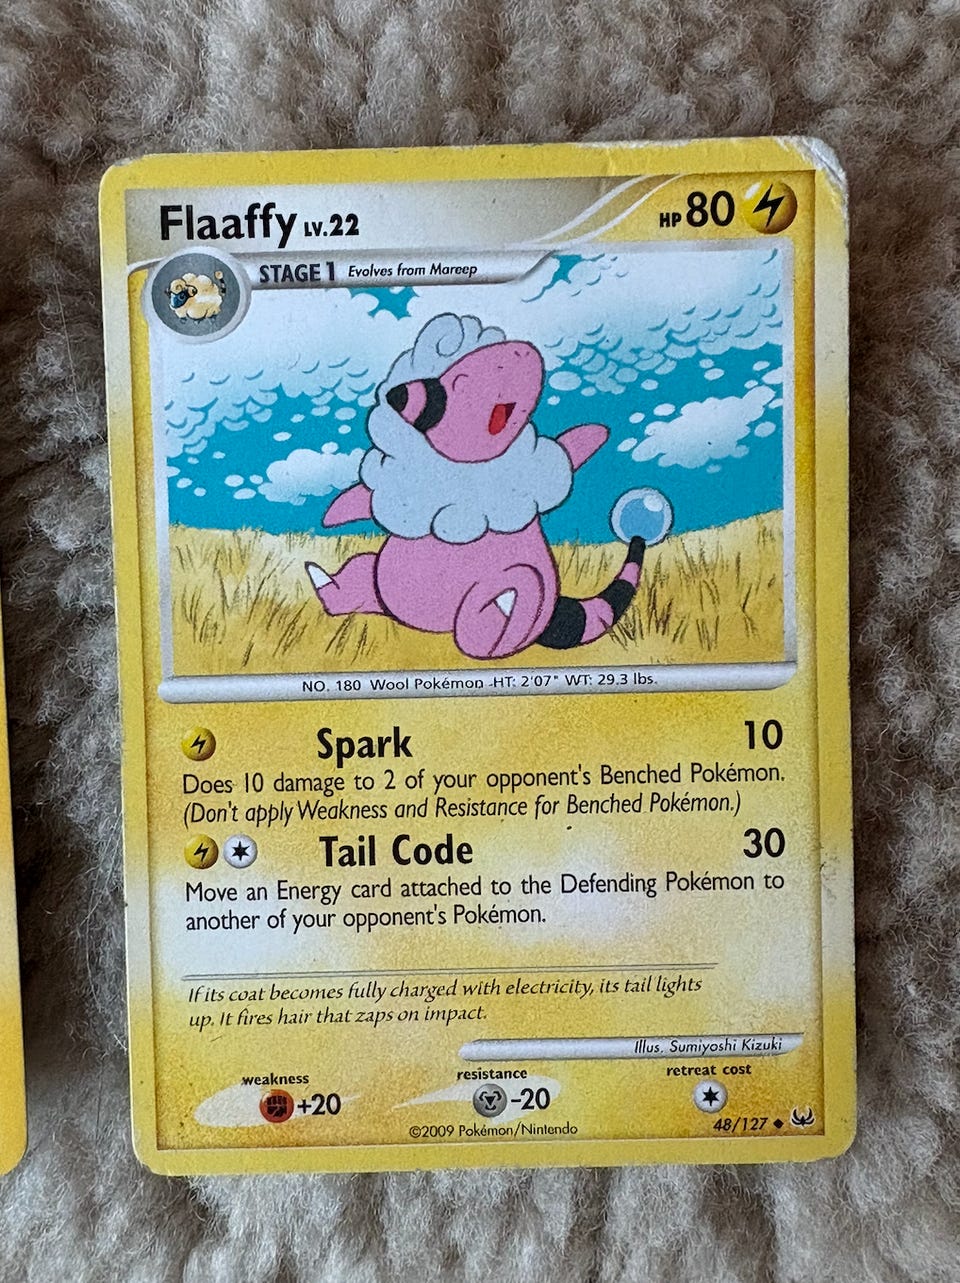 Flaaffy LV.22 HP 80
STAGE 1 Evolves from Mareep
NO. 180 Wool Pokémon HT: 2'07" WT: 29.3 lbs.
Spark 10
Does 10 damage to 2 of your opponent's Benched Pokémon.
(Don't apply Weakness and Resistance for Benched Pokémon.)
Tail Code 30
Move an Energy card attached to the Defending Pokémon to
another of your opponent's Pokémon.
If its coat becomes fully charged with electricity, its tail lights
up. It fires hair that zaps on impact.
Illus. Sumiyoshi Kizuki
weakness resistance retreat cost
+20 -20
©2009 Pokémon/Nintendo 48/127